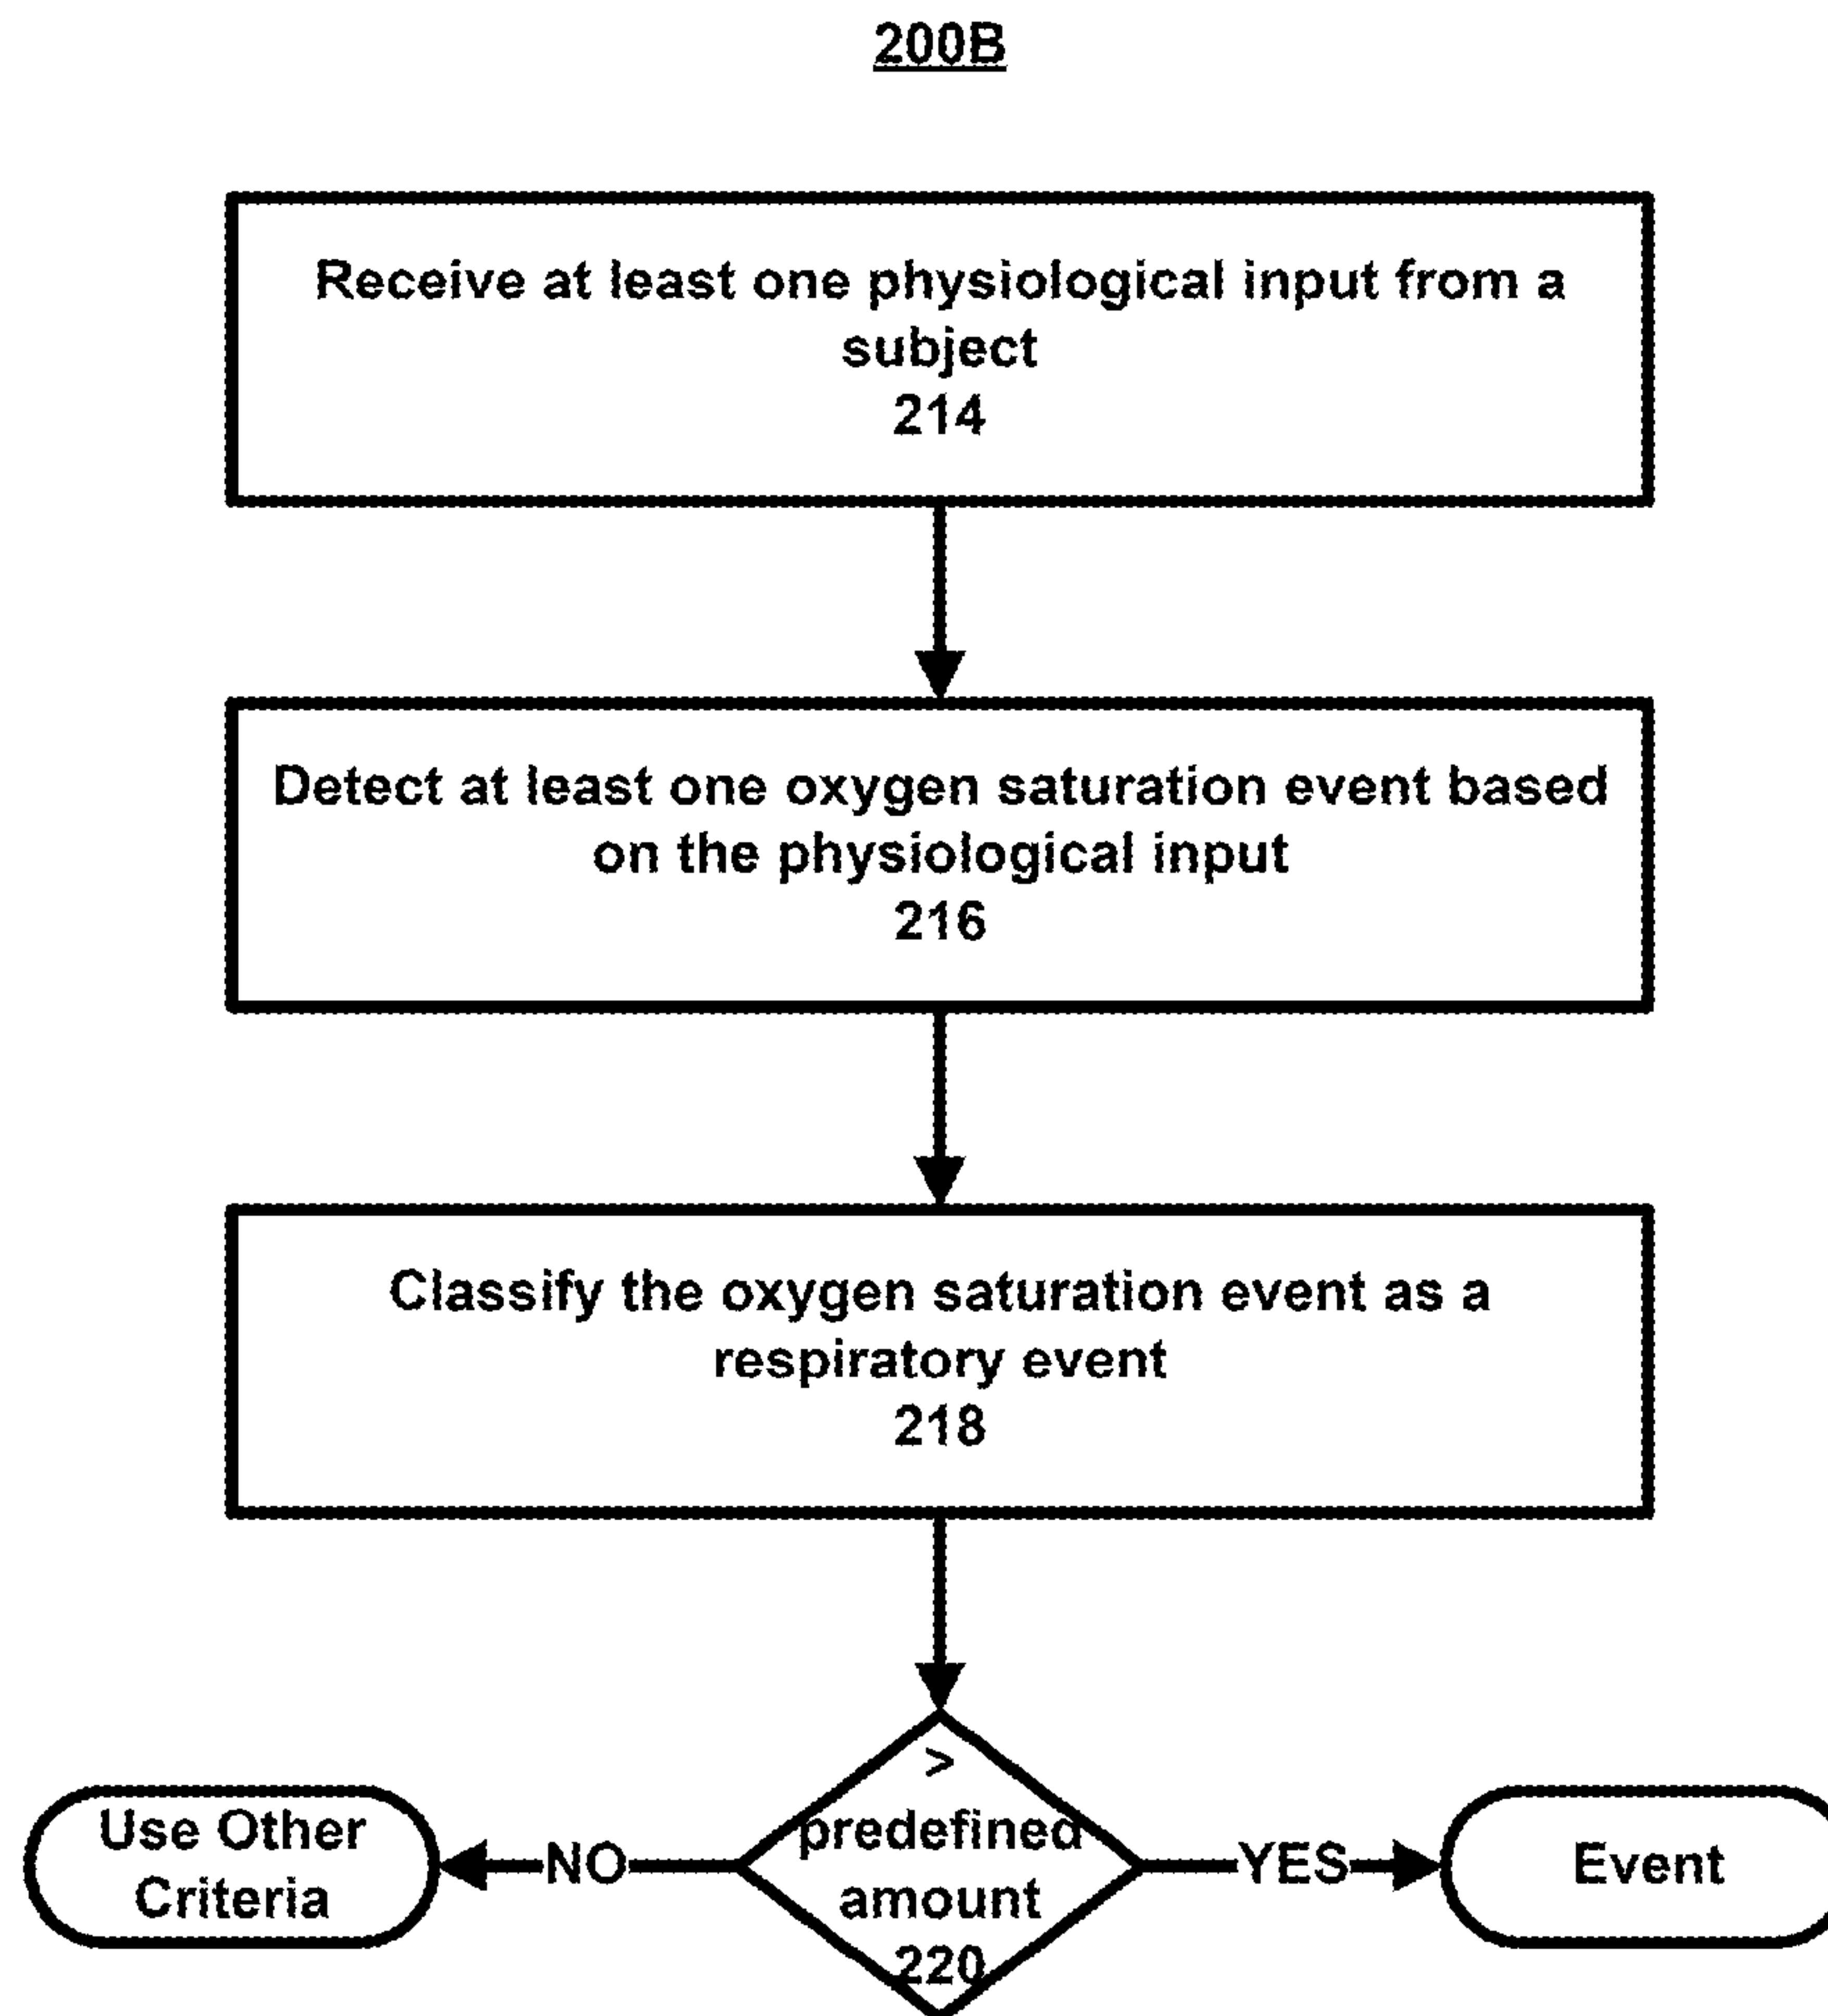 200B
Receive at least one physiological input from a
subject
214
Detect at least one oxygen saturation event based
on the physiological input
216
Classify the oxygen saturation event as a
respiratory event
218
>
predefined
amount
220
Use Other
Criteria
NO
YES
Event